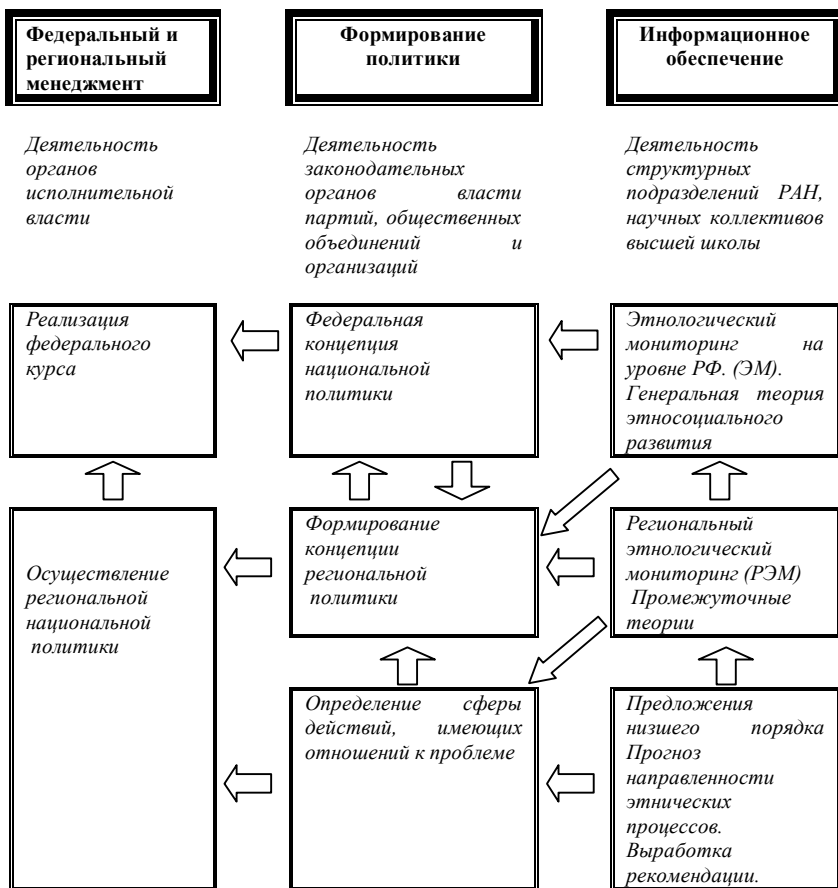 Федеральный и
региональный
менеджмент
Формирование
политики
Информационное
обеспечение
Деятельность
органов
исполнительной
власти
Деятельность
законодательных
органов власти
партий, общественных
объединений и
организаций
Деятельность
структурных
подразделений РАН,
научных коллективов
высшей школы
Реализация
федерального
курса
Федеральная
концепция
национальной
политики
Этнологический
мониторинг на
уровне РФ. (ЭМ).
Генеральная теория
этносоциального
развития
Осуществление
региональной
национальной
политики
Формирование
концепции
региональной
политики
Региональный
этнологический
мониторинг (РЭМ)
Промежуточные
теории
Определение сферы
действий, имеющих
отношений к проблеме
Предложения
низшего порядка
Прогноз
направленности
этнических
процессов.
Выработка
рекомендации.